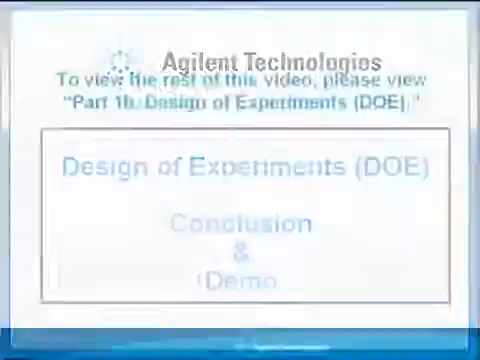 Agilent Technologies
To view the rest of this video, please view
"Part 1b. Design of Experiments (DOE)."
Design of Experiments (DOE)
Conclusion
&
Demo